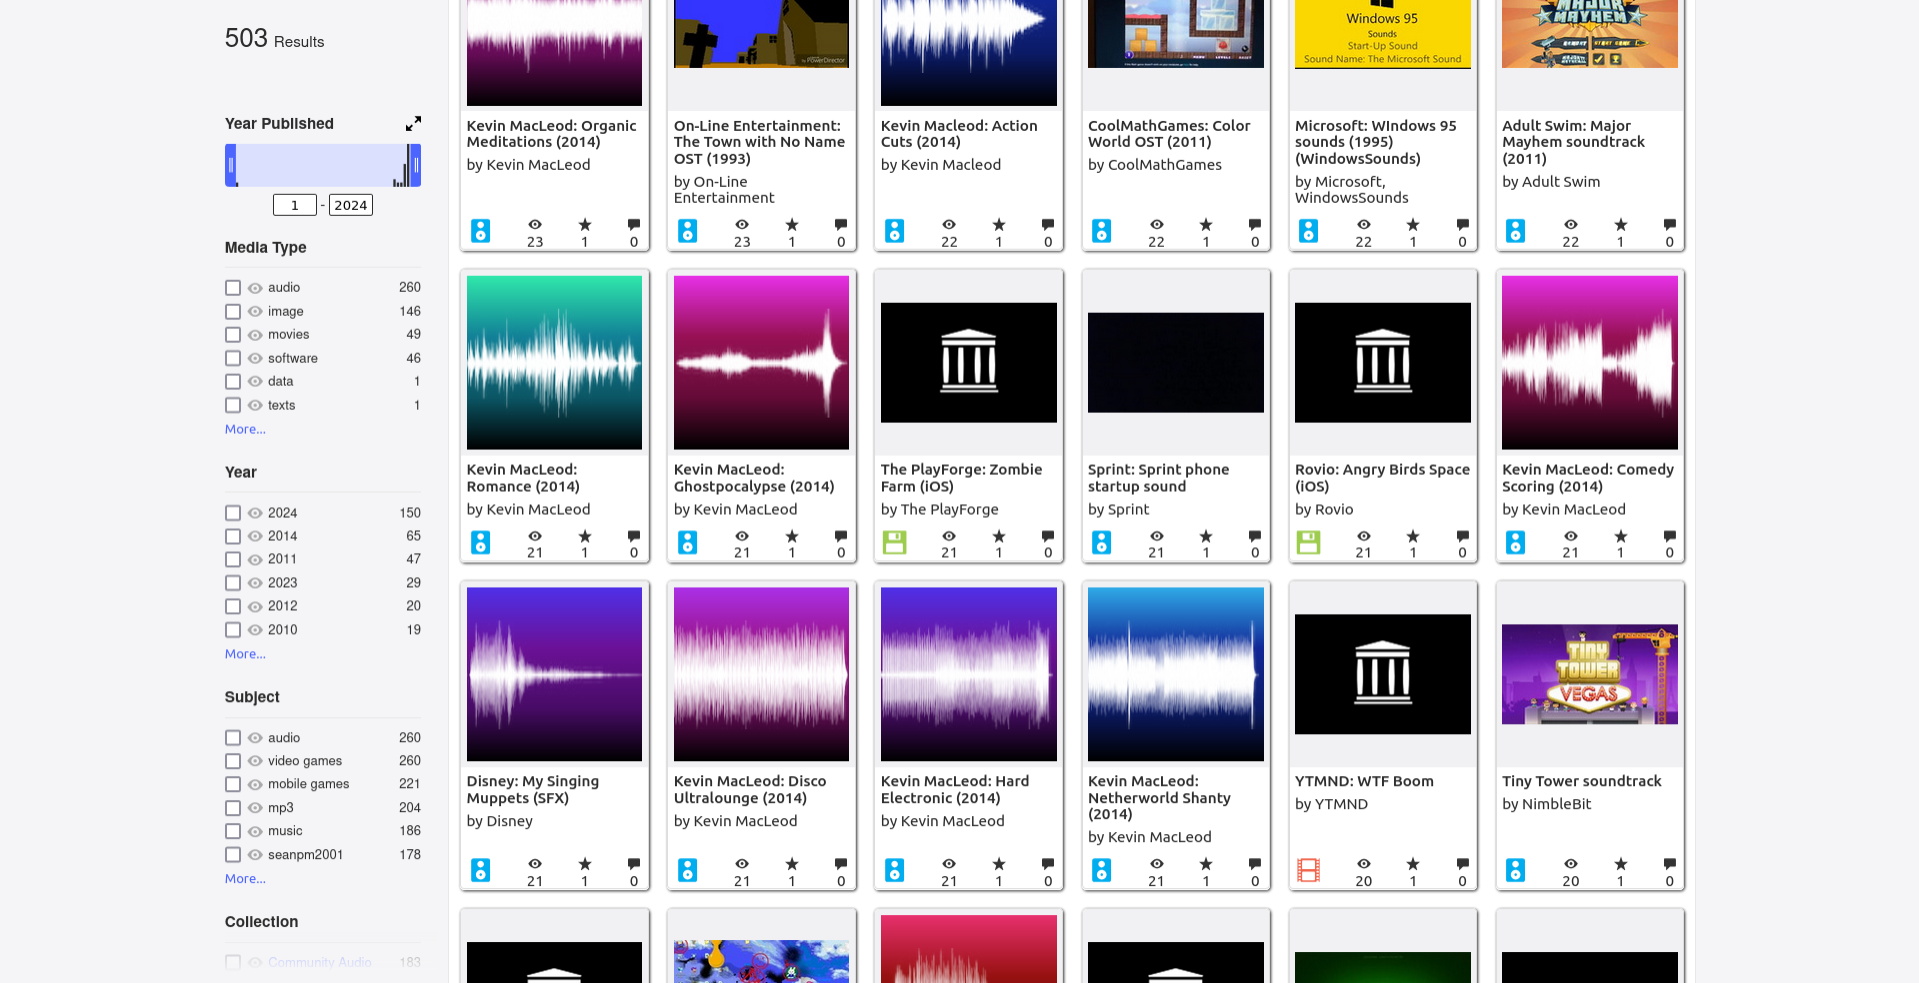 503 Results
Year Published
1 - 2024
Media Type
audio 260
image 146
movies 49
software 46
data 1
texts 1
More...
Year
2024 150
2014 65
2011 47
2023 29
2012 20
2010 19
More...
Subject
audio 260
video games 260
mobile games 221
mp3 204
music 186
seanpm2001 178
More...
Collection
Community Audio 183
Kevin MacLeod: Organic
Meditations (2014)
by Kevin MacLeod
23 1 0
by PowerDirector
On-Line Entertainment:
The Town with No Name
OST (1993)
by On-Line
Entertainment
23 1 0
Kevin Macleod: Action
Cuts (2014)
by Kevin Macleod
22 1 0
CoolMathGames: Color
World OST (2011)
by CoolMathGames
22 1 0
Windows 95
Sounds
Start-Up Sound
Sound Name: The Microsoft Sound
Microsoft: WIndows 95
sounds (1995)
(WindowsSounds)
by Microsoft,
WindowsSounds
22 1 0
MAJOR
MAYHEM
Adult Swim: Major
Mayhem soundtrack
(2011)
by Adult Swim
22 1 0
Kevin MacLeod:
Romance (2014)
by Kevin MacLeod
21 1 0
Kevin MacLeod:
Ghostpocalypse (2014)
by Kevin MacLeod
21 1 0
The PlayForge: Zombie
Farm (iOS)
by The PlayForge
21 1 0
Sprint: Sprint phone
startup sound
by Sprint
21 1 0
Rovio: Angry Birds Space
(iOS)
by Rovio
21 1 0
Kevin MacLeod: Comedy
Scoring (2014)
by Kevin MacLeod
21 1 0
Disney: My Singing
Muppets (SFX)
by Disney
21 1 0
Kevin MacLeod: Disco
Ultralounge (2014)
by Kevin MacLeod
21 1 0
Kevin MacLeod: Hard
Electronic (2014)
by Kevin MacLeod
21 1 0
Kevin MacLeod:
Netherworld Shanty
(2014)
by Kevin MacLeod
21 1 0
YTMND: WTF Boom
by YTMND
20 1 0
TINY
TOWER
VEGAS
Tiny Tower soundtrack
by NimbleBit
20 1 0